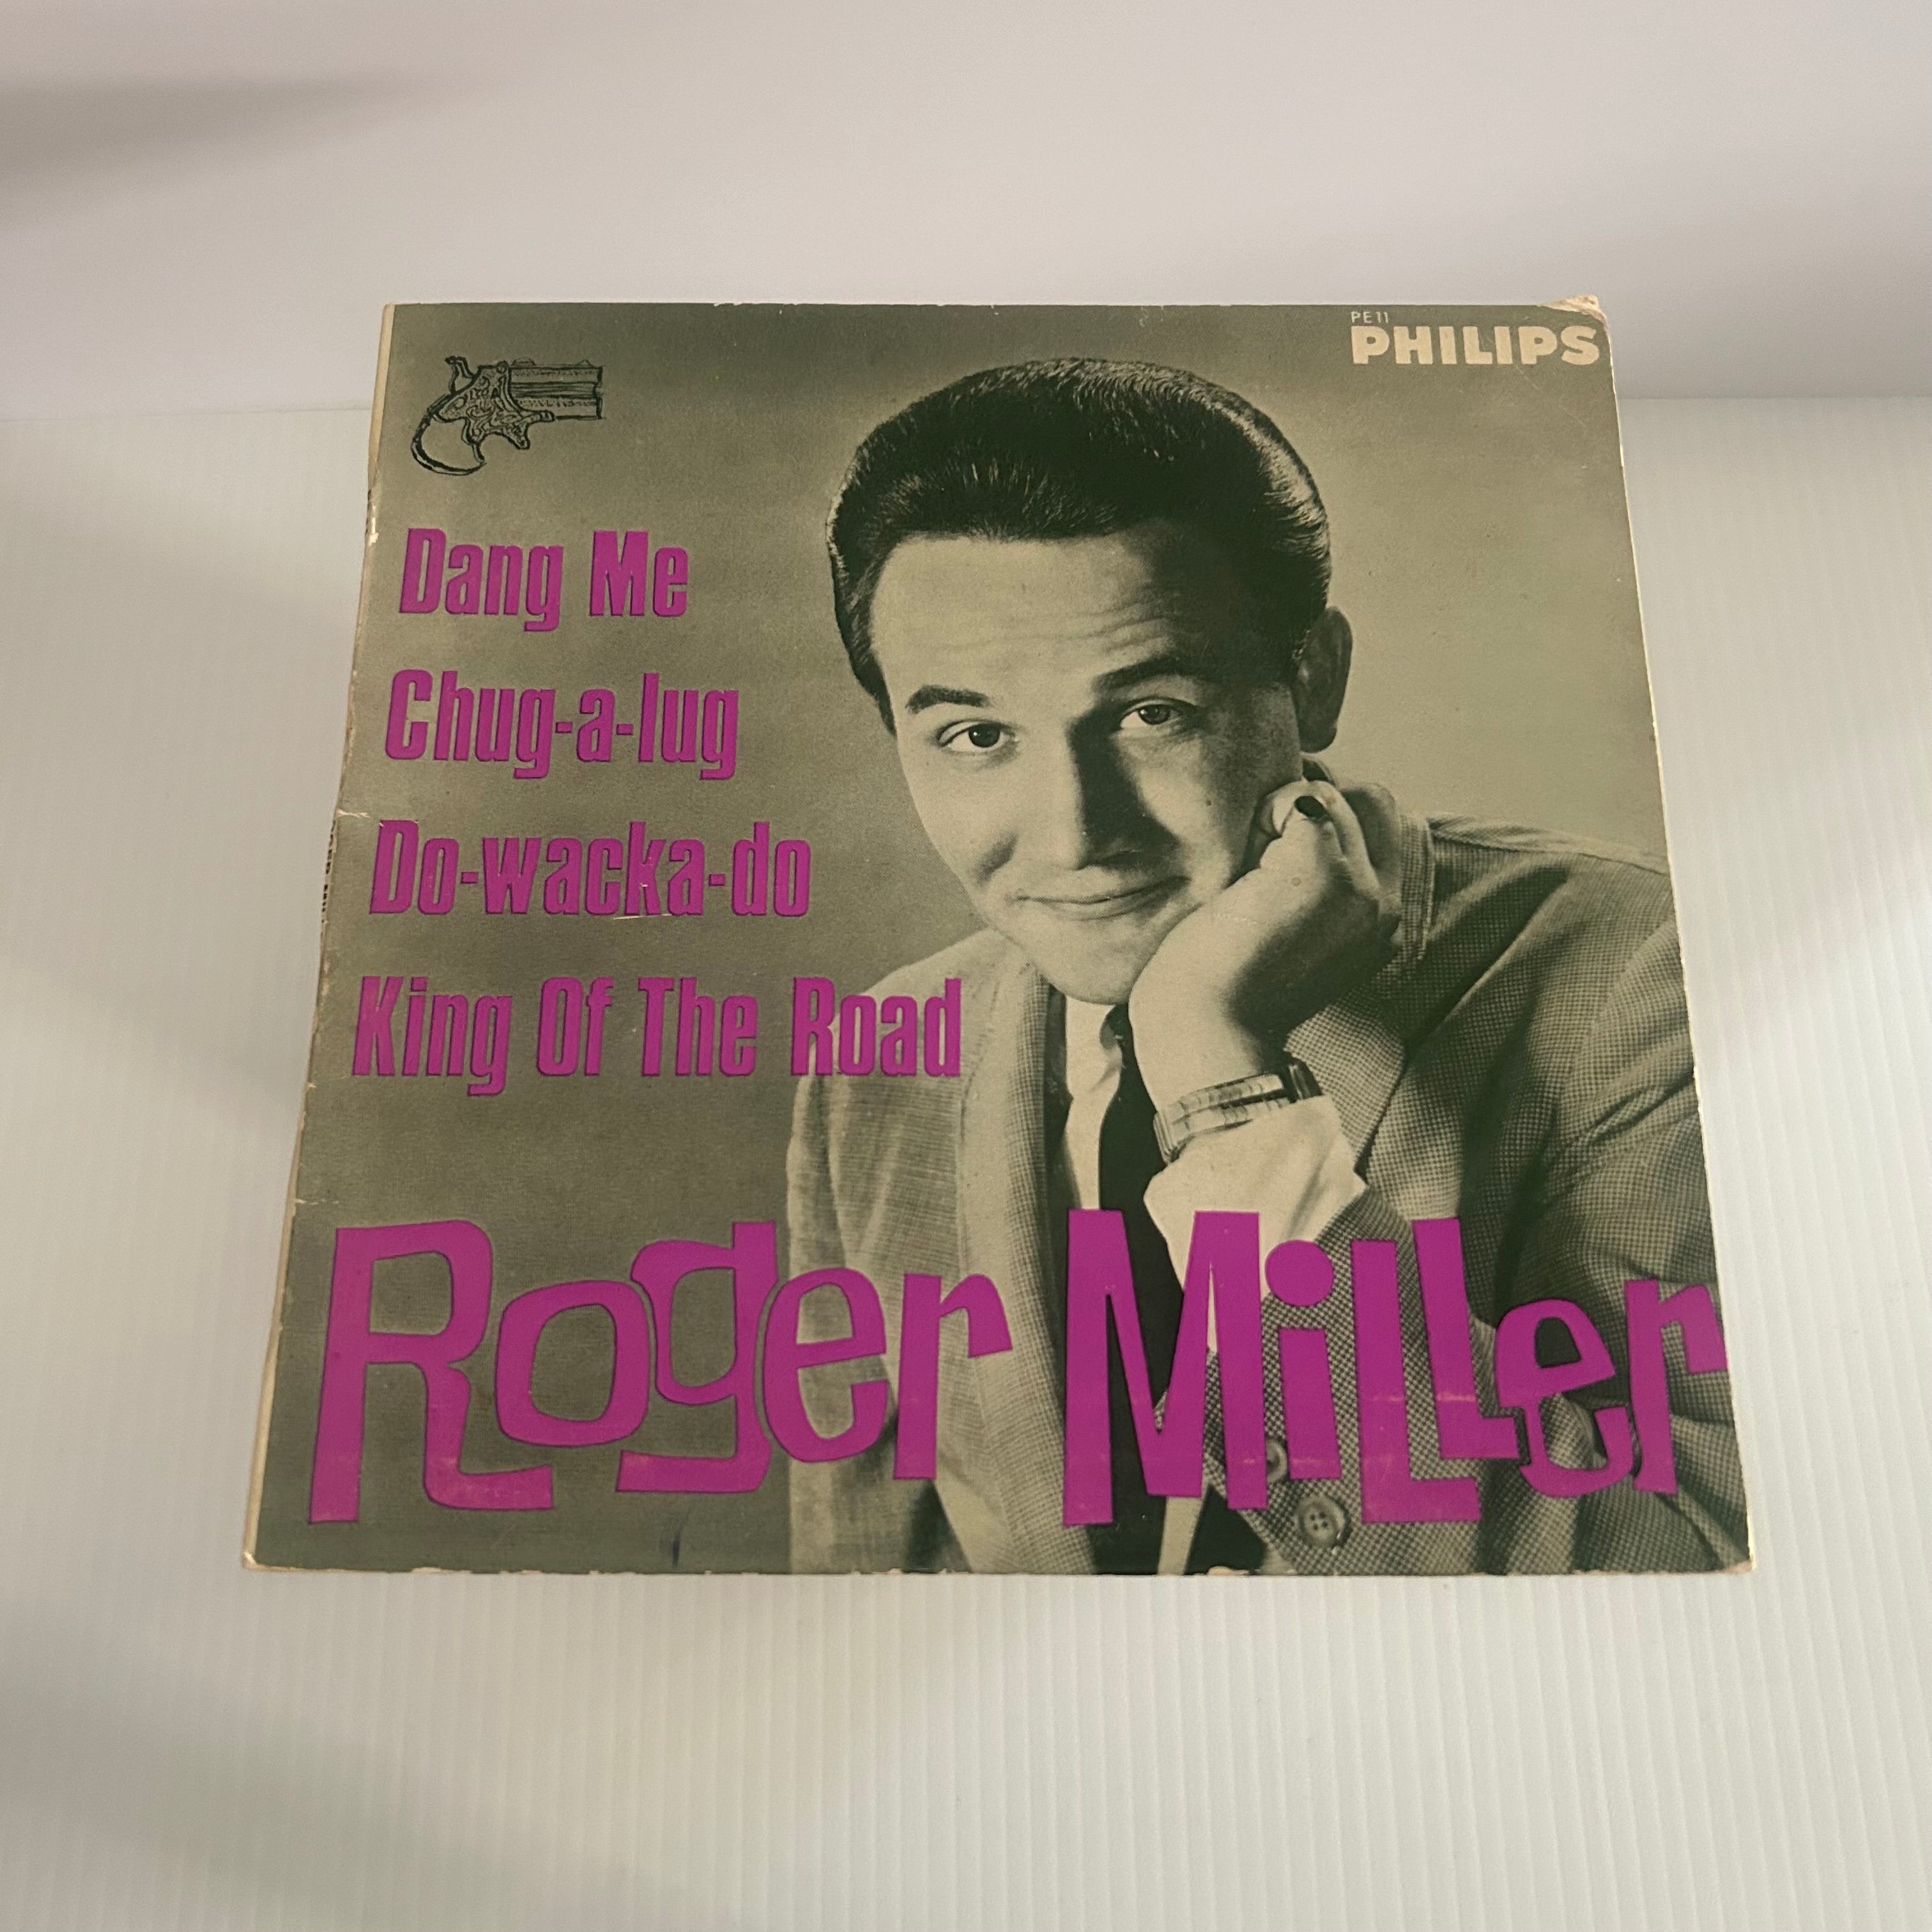 PE11
PHILIPS
Dang Me
Chug-a-lug
Do-wacka-do
King Of The Road
Roger Miller